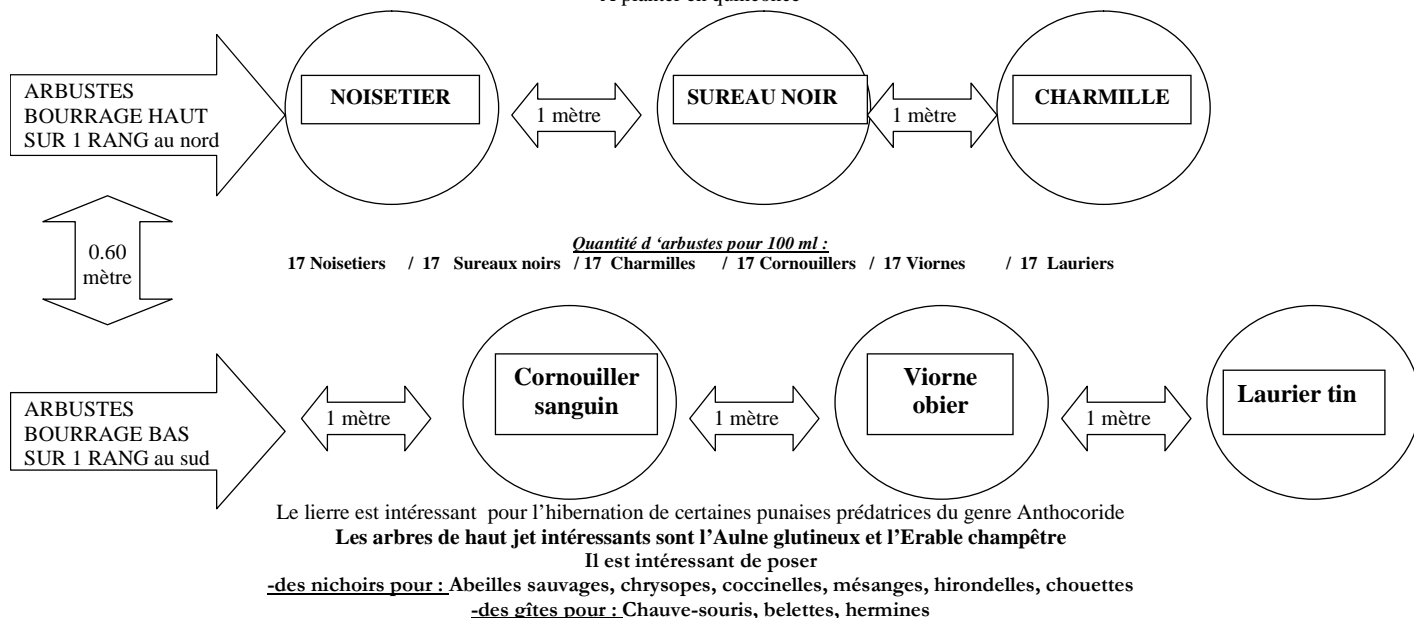 A planter en quinconce
ARBUSTES
BOURRAGE HAUT
SUR 1 RANG au nord
NOISETIER
1 mètre
SUREAU NOIR
1 mètre
CHARMILLE
0.60
mètre
Quantité d ‘arbustes pour 100 ml :
17 Noisetiers / 17 Sureaux noirs / 17 Charmilles / 17 Cornouillers / 17 Viornes / 17 Lauriers
ARBUSTES
BOURRAGE BAS
SUR 1 RANG au sud
1 mètre
Cornouiller
sanguin
1 mètre
Viorne
obier
1 mètre
Laurier tin
Le lierre est intéressant pour l’hibernation de certaines punaises prédatrices du genre Anthocoride
Les arbres de haut jet intéressants sont l’Aulne glutineux et l’Erable champêtre
Il est intéressant de poser
-des nichoirs pour : Abeilles sauvages, chrysopes, coccinelles, mésanges, hirondelles, chouettes
-des gîtes pour : Chauve-souris, belettes, hermines